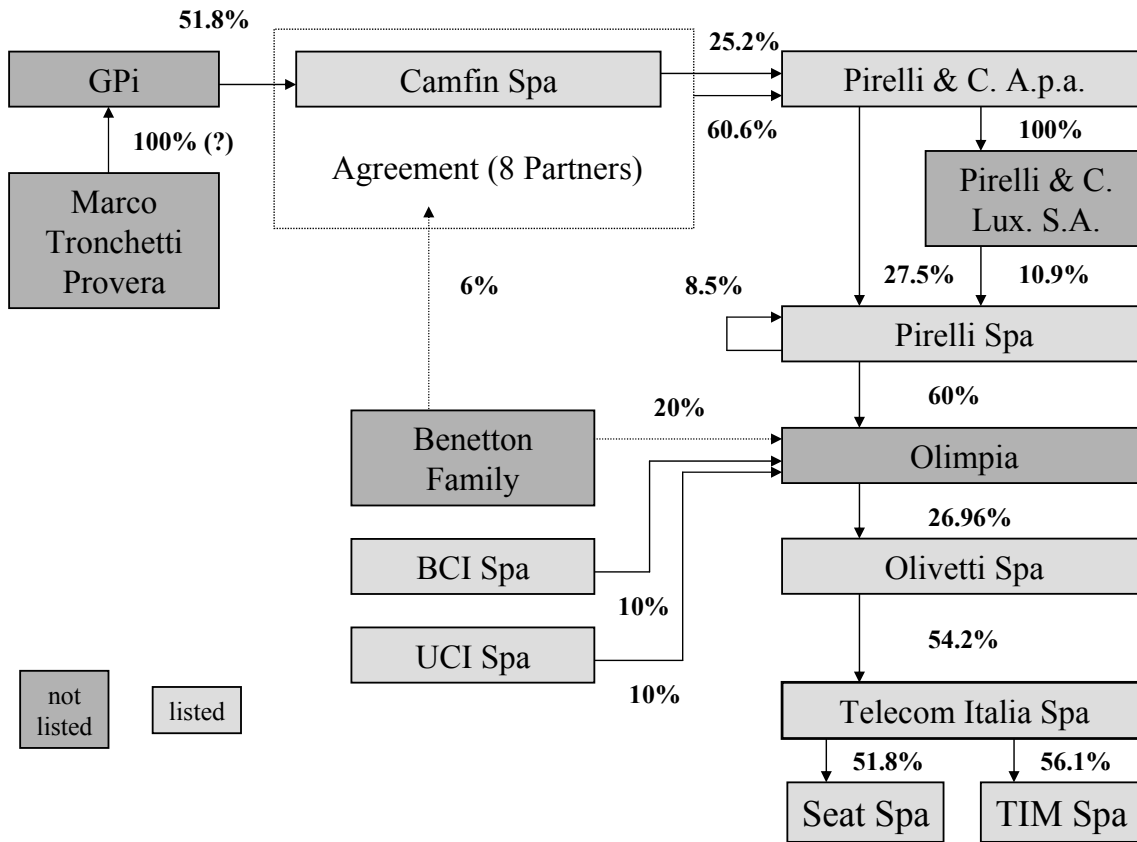 51.8%
25.2%
GPi
Camfin Spa
Pirelli & C. A.p.a.
100% (?)
60.6%
100%
Agreement (8 Partners)
Marco
Tronchetti
Provera
Pirelli & C.
Lux. S.A.
6%
8.5%
27.5%
10.9%
Pirelli Spa
60%
20%
Benetton
Family
Olimpia
26.96%
BCI Spa
Olivetti Spa
10%
54.2%
UCI Spa
10%
not
listed
listed
Telecom Italia Spa
51.8%
56.1%
Seat Spa
TIM Spa